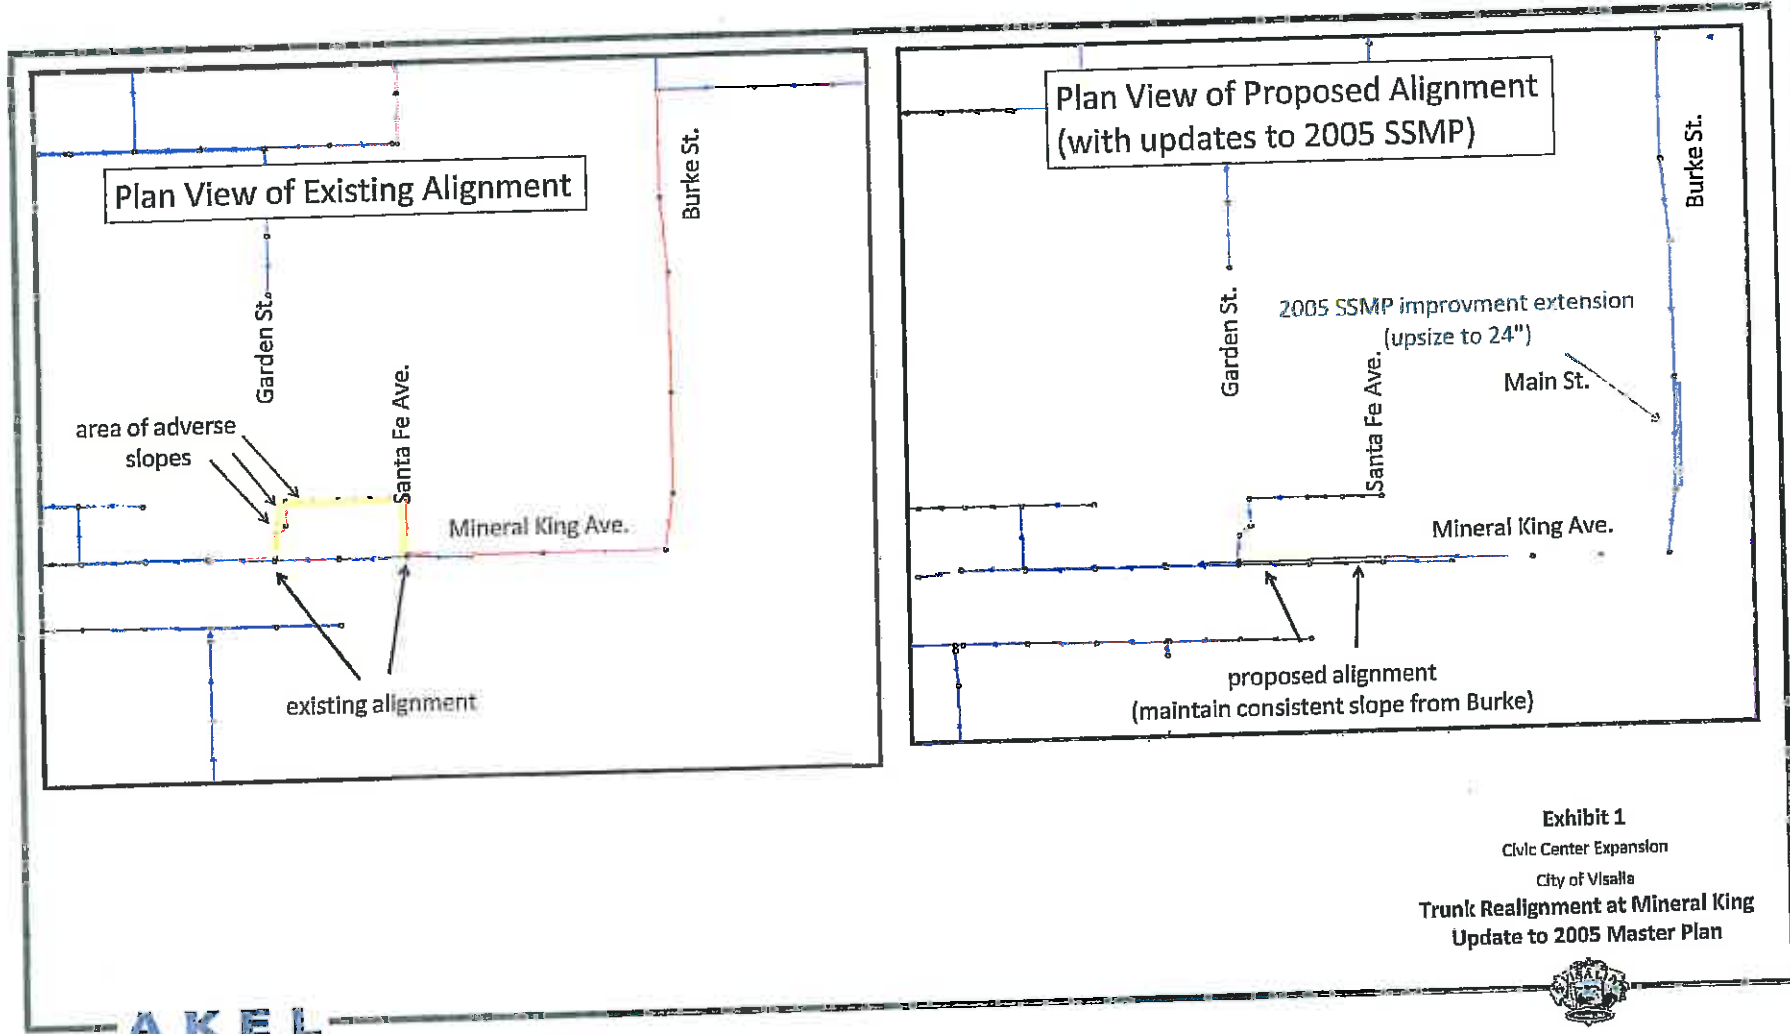 Plan View of Existing Alignment
Burke St.
Garden St.
Santa Fe Ave.
area of adverse
slopes
Mineral King Ave.
existing alignment
Plan View of Proposed Alignment
(with updates to 2005 SSMP)
Burke St.
Garden St.
2005 SSMP improvment extension
(upsize to 24")
Main St.
Santa Fe Ave.
Mineral King Ave.
proposed alignment
(maintain consistent slope from Burke)
Exhibit 1
Civic Center Expansion
City of Visalia
Trunk Realignment at Mineral King
Update to 2005 Master Plan
AKEL
VISALIA